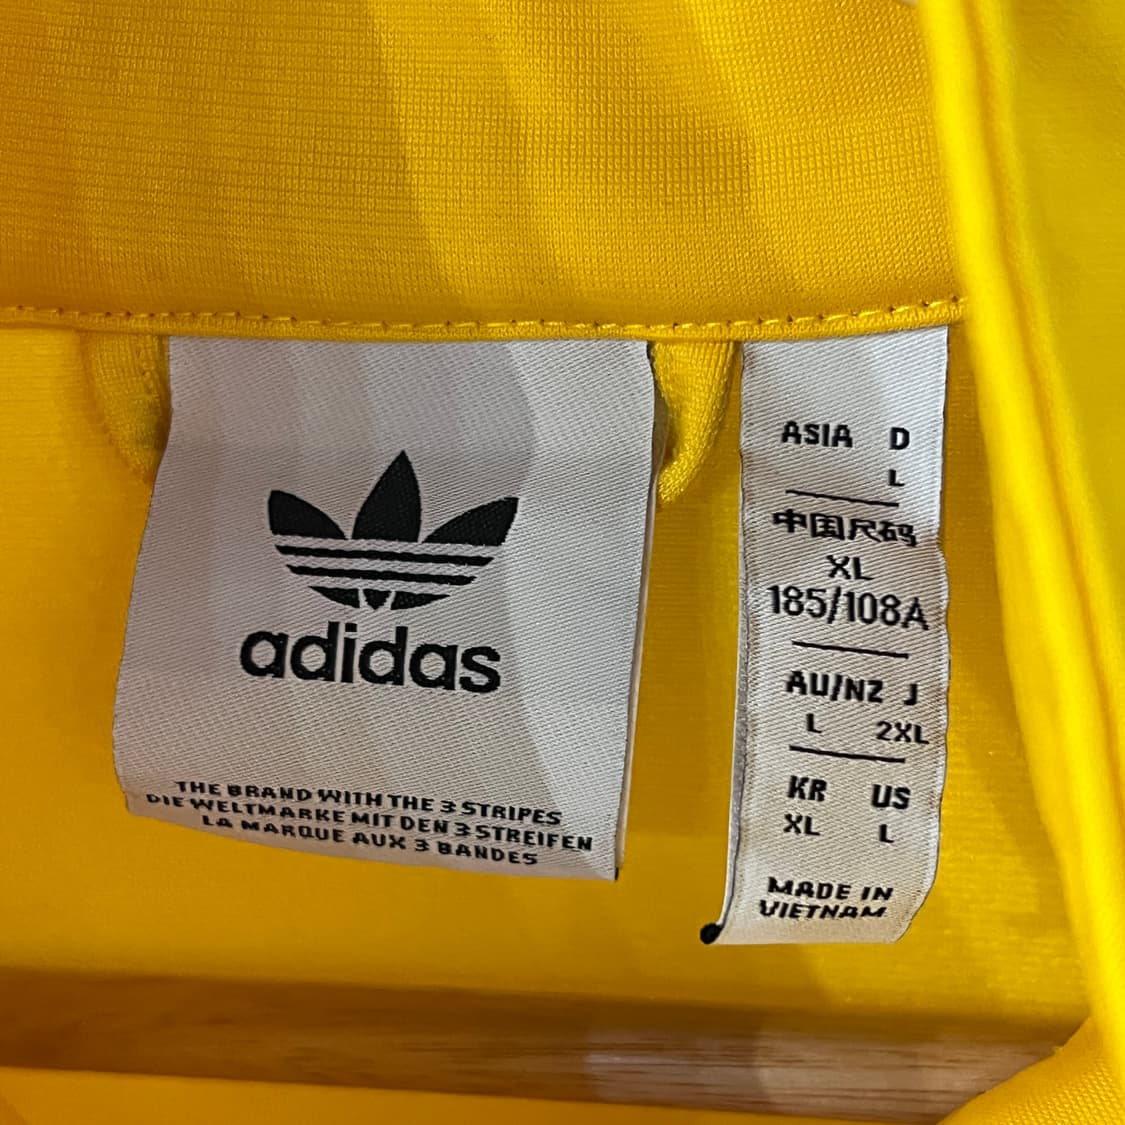 adidas
THE BRAND WITH THE 3 STRIPES
DIE WELTMARKE MIT DEN 3 STREIFEN
LA MARQUE AUX 3 BANDES
ASIA D
L
中国尺码
XL
185/108A
AU/NZ J
L 2XL
KR US
XL L
MADE IN
VIETNAM